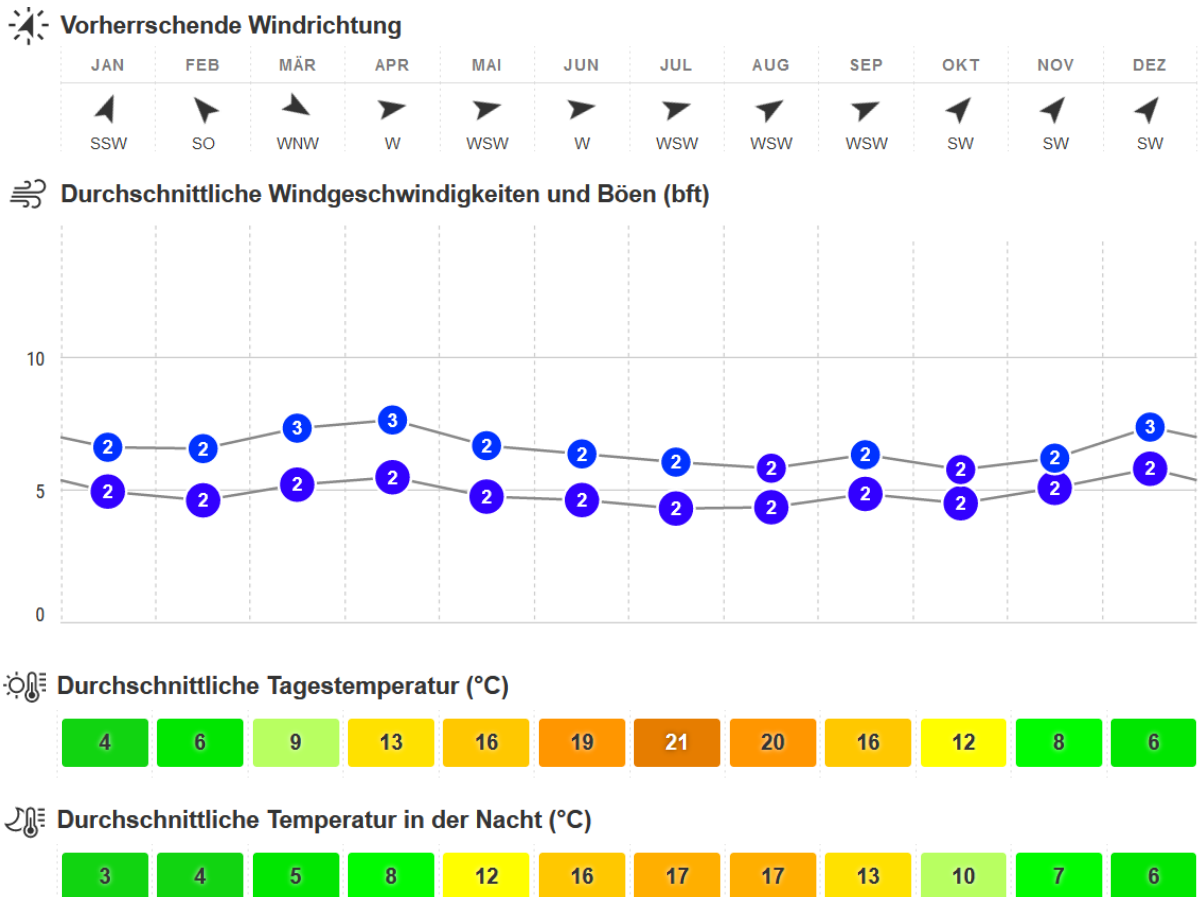 Vorherrschende Windrichtung
JAN FEB MÄR APR MAI JUN JUL AUG SEP OKT NOV DEZ
SSW SO WNW W WSW W WSW WSW WSW SW SW SW
Durchschnittliche Windgeschwindigkeiten und Böen (bft)
10
2 2 3 3 2 2 2 2 2 2 2 3
5
2 2 2 2 2 2 2 2 2 2 2 2
0
Durchschnittliche Tagestemperatur (°C)
4 6 9 13 16 19 21 20 16 12 8 6
Durchschnittliche Temperatur in der Nacht (°C)
3 4 5 8 12 16 17 17 13 10 7 6